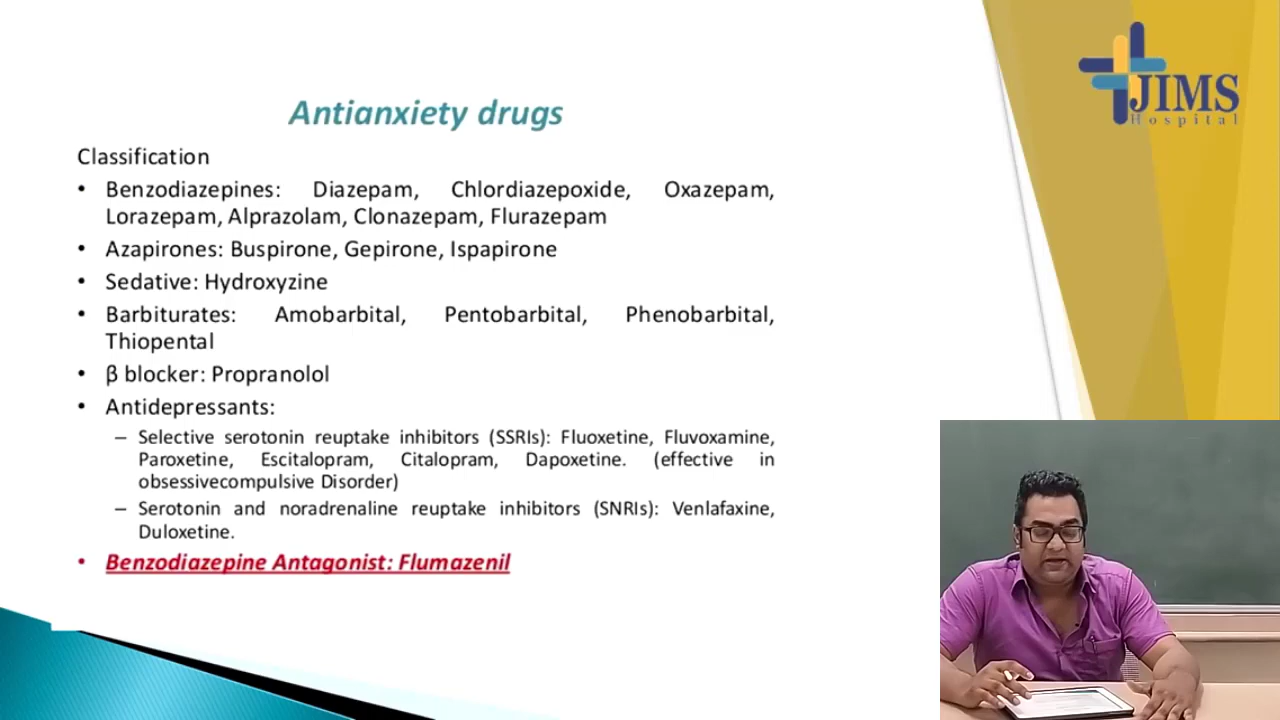 JIMS
Hospital
Antianxiety drugs
Classification
• Benzodiazepines: Diazepam, Chlordiazepoxide, Oxazepam,
Lorazepam, Alprazolam, Clonazepam, Flurazepam
• Azapirones: Buspirone, Gepirone, Ispapirone
• Sedative: Hydroxyzine
• Barbiturates: Amobarbital, Pentobarbital, Phenobarbital,
Thiopental
• β blocker: Propranolol
• Antidepressants:
– Selective serotonin reuptake inhibitors (SSRIs): Fluoxetine, Fluvoxamine,
Paroxetine, Escitalopram, Citalopram, Dapoxetine. (effective in
obsessivecompulsive Disorder)
– Serotonin and noradrenaline reuptake inhibitors (SNRIs): Venlafaxine,
Duloxetine.
• Benzodiazepine Antagonist: Flumazenil